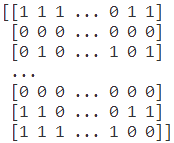 [[1 1 1 ... 0 1 1]
[0 0 0 ... 0 0 0]
[0 1 0 ... 1 0 1]
...
[0 0 0 ... 0 0 0]
[1 1 0 ... 0 1 1]
[1 1 1 ... 1 0 0]]